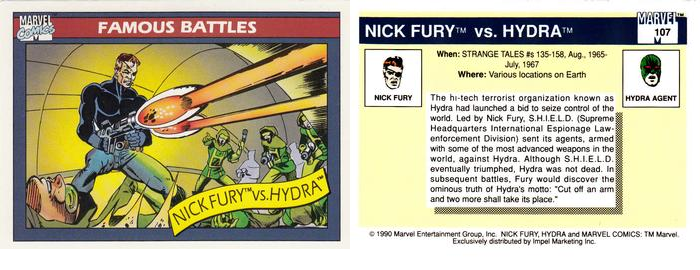 MARVEL
COMICS
FAMOUS BATTLES
NICK FURY™ VS. HYDRA™
MARVEL
107
NICK FURY™ vs. HYDRA™
When: STRANGE TALES #s 135-158, Aug., 1965-
July, 1967
Where: Various locations on Earth
NICK FURY
HYDRA AGENT
The hi-tech terrorist organization known as
Hydra had launched a bid to seize control of the
world. Led by Nick Fury, S.H.I.E.L.D. (Supreme
Headquarters International Espionage Law-
enforcement Division) sent its agents, armed
with some of the most advanced weapons in the
world, against Hydra. Although S.H.I.E.L.D.
eventually triumphed, Hydra was not dead. In
subsequent battles, Fury would discover the
ominous truth of Hydra's motto: "Cut off an arm
and two more shall take its place."
© 1990 Marvel Entertainment Group, Inc. NICK FURY, HYDRA and MARVEL COMICS: TM Marvel.
Exclusively distributed by Impel Marketing Inc.